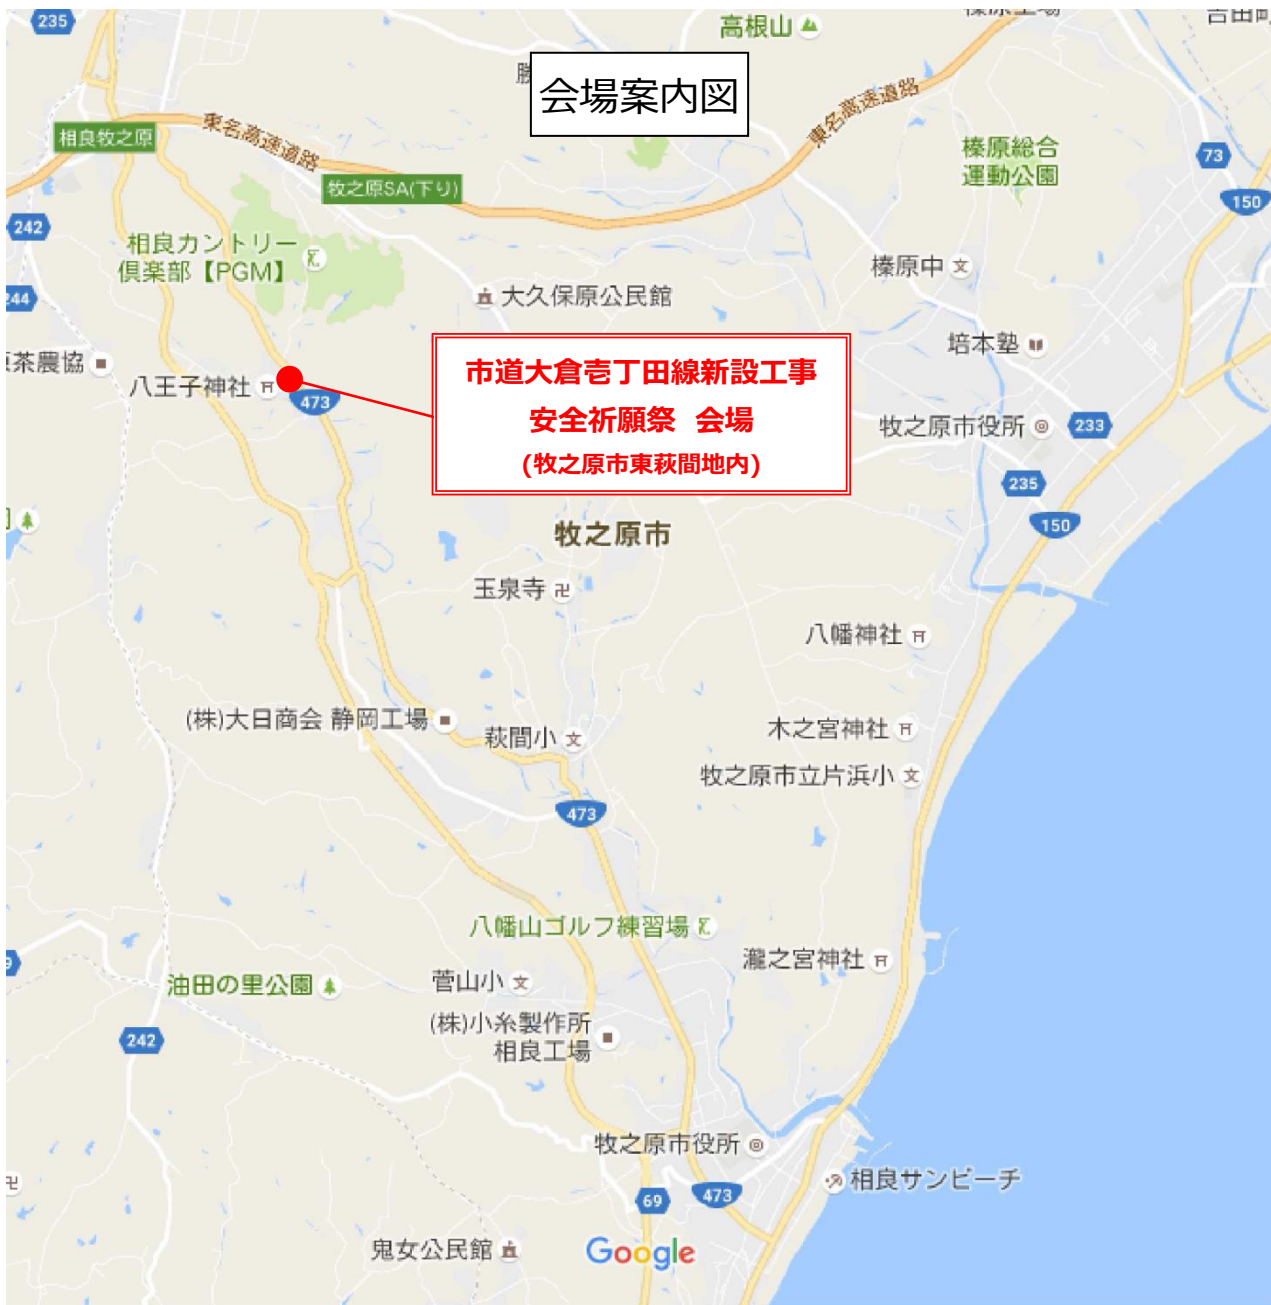 235
高根山
会場案内図
相良牧之原
東名高速道路
東名高速道路
牧之原SA(下り)
榛原総合
運動公園
73
150
242
相良カントリー
倶楽部【PGM】
榛原中
244
大久保原公民館
培本塾
茶農協
八王子神社
473
市道大倉壱丁田線新設工事
安全祈願祭 会場
(牧之原市東萩間地内)
牧之原市役所
233
235
150
牧之原市
玉泉寺
八幡神社
(株)大日商会 静岡工場
萩間小
木之宮神社
牧之原市立片浜小
473
八幡山ゴルフ練習場
瀧之宮神社
油田の里公園
菅山小
(株)小糸製作所
相良工場
242
牧之原市役所
相良サンビーチ
69
473
鬼女公民館
Google